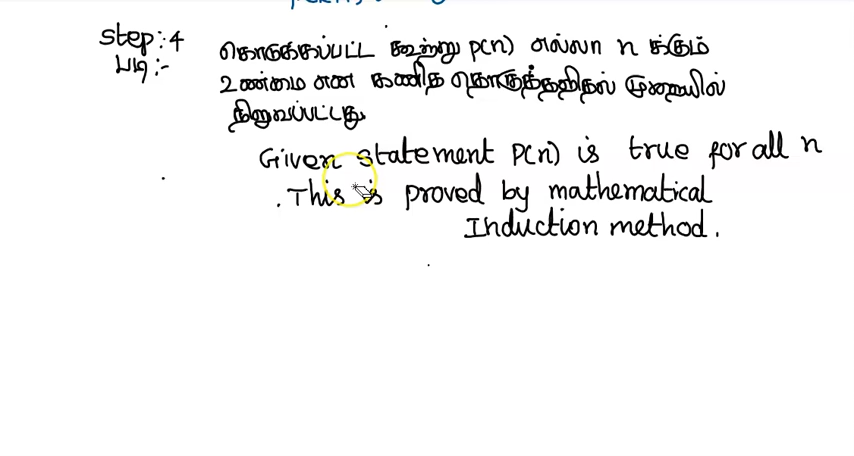 Step:4 கொடுக்கப்பட்ட கூற்று P(n) எல்லா n க்கும்
படி:- உண்மை என கணித தொகுத்தறிதல் முறையில்
நிறுவப்பட்டது
Given statement P(n) is true for all n
. This is proved by mathematical
Induction method.